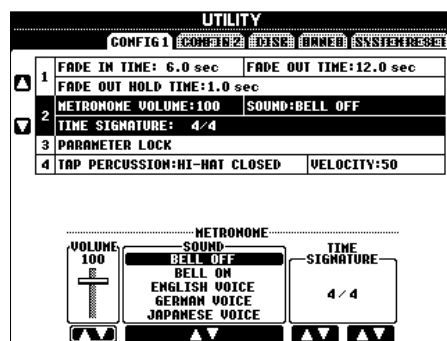 UTILITY
CONFIG 1 CONFIG 2 DISK OWNER SYSTEM RESET
1 FADE IN TIME: 6.0 sec FADE OUT TIME:12.0 sec
FADE OUT HOLD TIME:1.0 sec
2 METRONOME VOLUME:100 SOUND:BELL OFF
TIME SIGNATURE: 4/4
3 PARAMETER LOCK
4 TAP PERCUSSION:HI-HAT CLOSED VELOCITY:50
METRONOME
VOLUME SOUND TIME SIGNATURE
100 BELL OFF
BELL ON
ENGLISH VOICE 4/4
GERMAN VOICE
JAPANESE VOICE